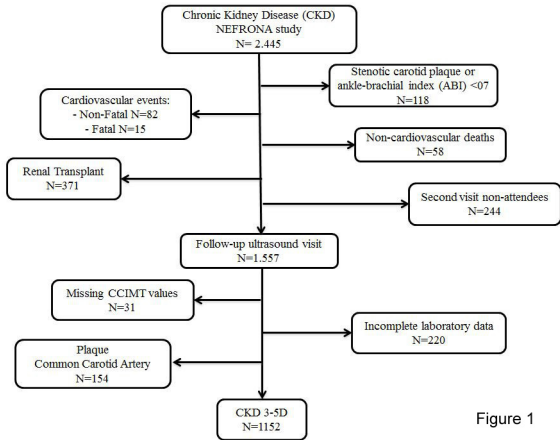 Chronic Kidney Disease (CKD)
NEFRONA study
N= 2.445
Stenotic carotid plaque or
ankle-brachial index (ABI) <07
N=118
Cardiovascular events:
- Non-Fatal N=82
- Fatal N=15
Non-cardiovascular deaths
N=58
Renal Transplant
N=371
Second visit non-attendees
N=244
Follow-up ultrasound visit
N=1.557
Missing CCIMT values
N=31
Incomplete laboratory data
N=220
Plaque
Common Carotid Artery
N=154
CKD 3-5D
N=1152
Figure 1